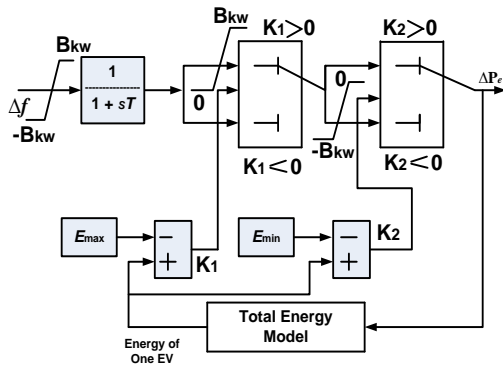 K1>0
K2>0
Bkw
Bkw
Δf
-Bkw
1
1 + sT
0
0
-Bkw
ΔPe
K1<0
K2<0
Emax
−
+
K1
Emin
−
+
K2
Total Energy
Model
Energy of
One EV